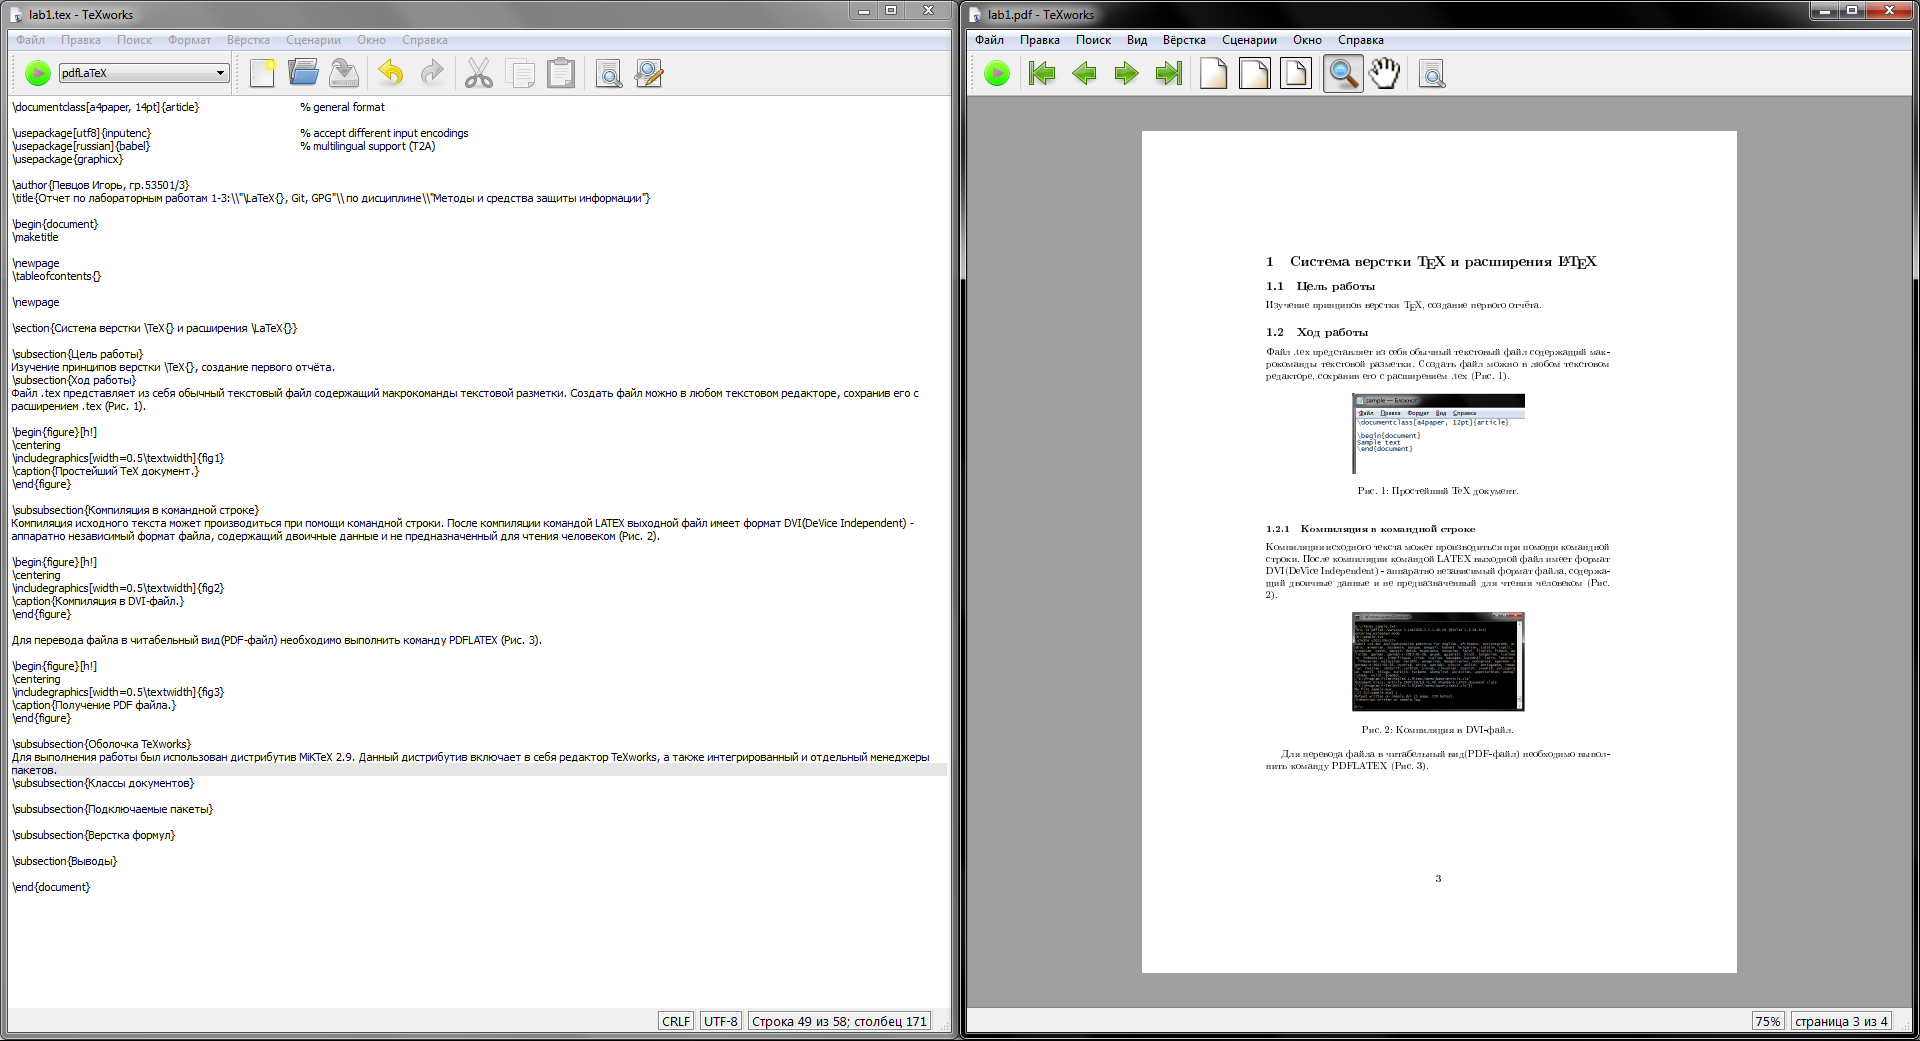 lab1.tex - TeXworks
Файл Правка Поиск Формат Вёрстка Сценарии Окно Справка
pdfLaTeX
\documentclass[a4paper, 14pt]{article} % general format
\usepackage[utf8]{inputenc} % accept different input encodings
\usepackage[russian]{babel} % multilingual support (T2A)
\usepackage{graphicx}
\author{Певцов Игорь, гр.53501/3}
\title{Отчет по лабораторным работам 1-3:\\"\LaTeX{}, Git, GPG"\\ по дисциплине\\"Методы и средства защиты информации"}
\begin{document}
\maketitle
\newpage
\tableofcontents{}
\newpage
\section{Система верстки \TeX{} и расширения \LaTeX{}}
\subsection{Цель работы}
Изучение принципов верстки \TeX{}, создание первого отчёта.
\subsection{Ход работы}
Файл .tex представляет из себя обычный текстовый файл содержащий макрокоманды текстовой разметки. Создать файл можно в любом текстовом редакторе, сохранив его с
расширением .tex (Рис. 1).
\begin{figure}[h!]
\centering
\includegraphics[width=0.5\textwidth]{fig1}
\caption{Простейший TeX документ.}
\end{figure}
\subsubsection{Компиляция в командной строке}
Компиляция исходного текста может производиться при помощи командной строки. После компиляции командой LATEX выходной файл имеет формат DVI(DeVice Independent) -
аппаратно независимый формат файла, содержащий двоичные данные и не предназначенный для чтения человеком (Рис. 2).
\begin{figure}[h!]
\centering
\includegraphics[width=0.5\textwidth]{fig2}
\caption{Компиляция в DVI-файл.}
\end{figure}
Для перевода файла в читабельный вид(PDF-файл) необходимо выполнить команду PDFLATEX (Рис. 3).
\begin{figure}[h!]
\centering
\includegraphics[width=0.5\textwidth]{fig3}
\caption{Получение PDF файла.}
\end{figure}
\subsubsection{Оболочка TeXworks}
Для выполнения работы был использован дистрибутив MiKTeX 2.9. Данный дистрибутив включает в себя редактор TeXworks, а также интегрированный и отдельный менеджеры
пакетов.
\subsubsection{Классы документов}
\subsubsection{Подключаемые пакеты}
\subsubsection{Верстка формул}
\subsection{Выводы}
\end{document}
CRLF UTF-8 Строка 49 из 58; столбец 171
lab1.pdf - TeXworks
Файл Правка Поиск Вид Вёрстка Сценарии Окно Справка
1 Система верстки TEX и расширения LATEX
1.1 Цель работы
Изучение принципов верстки TEX, создание первого отчёта.
1.2 Ход работы
Файл .tex представляет из себя обычный текстовый файл содержащий мак-
рокоманды текстовой разметки. Создать файл можно в любом текстовом
редакторе, сохранив его с расширением .tex (Рис. 1).
sample — Блокнот
Файл Правка Формат Вид Справка
\documentclass[a4paper, 12pt]{article}
\begin{document}
Sample text
\end{document}
Рис. 1: Простейший TeX документ.
1.2.1 Компиляция в командной строке
Компиляция исходного текста может производиться при помощи командной
строки. После компиляции командой LATEX выходной файл имеет формат
DVI(DeVice Independent) - аппаратно независимый формат файла, содержа-
щий двоичные данные и не предназначенный для чтения человеком (Рис.
2).
Рис. 2: Компиляция в DVI-файл.
Для перевода файла в читабельный вид(PDF-файл) необходимо выпол-
нить команду PDFLATEX (Рис. 3).
3
75% страница 3 из 4